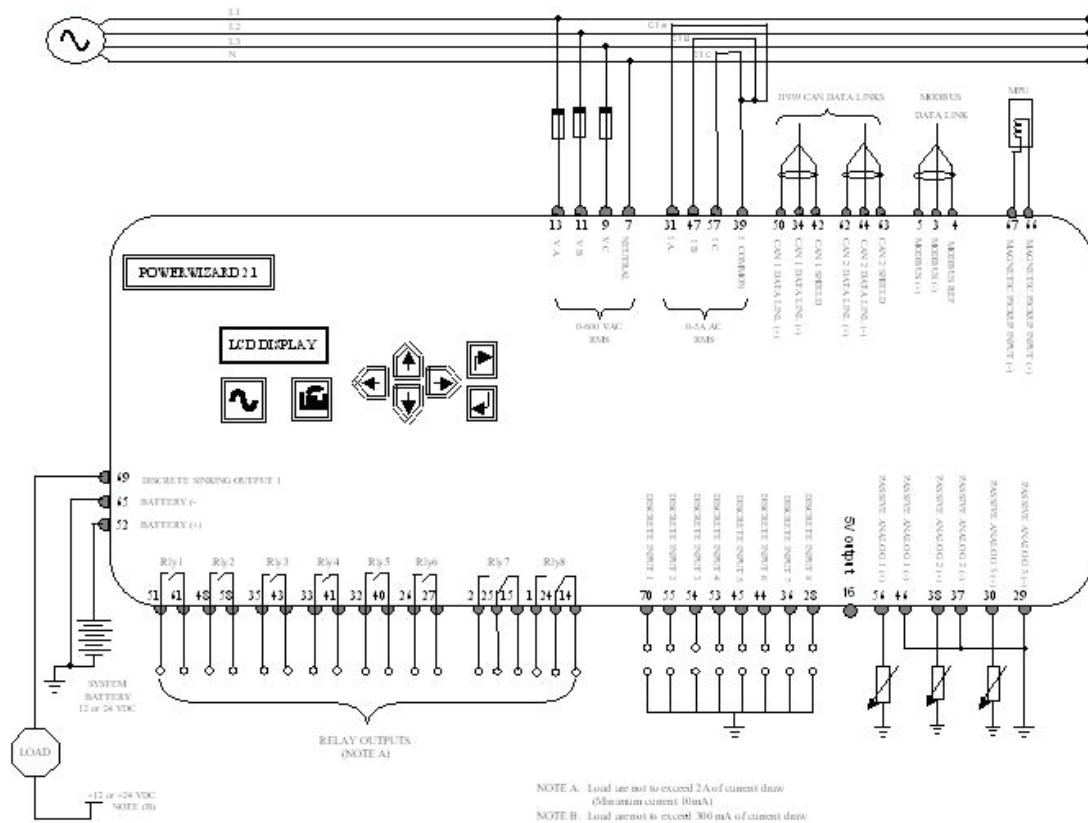 L1
L2
L3
N
CT A
CT B
CT C
J1939 CAN DATA LINKS
MODBUS
DATA LINK
MPU
13 11 9 7 31 47 57 39 50 34 42 62 64 63 5 3 4 67 66
V A
V B
V C
NEUTRAL
I A
I B
I C
I COMMON
CAN 1 DATA LINK (+)
CAN 1 DATA LINK (-)
CAN 1 SHIELD
CAN 2 DATA LINK (+)
CAN 2 DATA LINK (-)
CAN 2 SHIELD
MODBUS (+)
MODBUS (-)
MODBUS REF
MAGNETIC PICKUP INPUT (-)
MAGNETIC PICKUP INPUT (+)
0-600 VAC
RMS
0-5A AC
RMS
POWERWIZARD 2.1
LCD DISPLAY
69 DISCRETE SINKING OUTPUT 1
65 BATTERY (-
52 BATTERY (+)
DISCRETE INPUT 1
DISCRETE INPUT 2
DISCRETE INPUT 3
DISCRETE INPUT 4
DISCRETE INPUT 5
DISCRETE INPUT 6
DISCRETE INPUT 7
DISCRETE INPUT 8
5V output
PASSIVE ANALOG 1 (+)
PASSIVE ANALOG 1 (-)
PASSIVE ANALOG 2 (+)
PASSIVE ANALOG 2 (-)
PASSIVE ANALOG 3 (+)
PASSIVE ANALOG 3 (-)
Rly1 Rly2 Rly3 Rly4 Rly5 Rly6 Rly7 Rly8
51 61 48 58 35 43 33 41 32 40 26 27 2 25 15 1 24 14
70 55 54 53 45 44 36 28 16 56 46 38 37 30 29
SYSTEM
BATTERY
12 or 24 VDC
RELAY OUTPUTS
(NOTE A)
LOAD
+12 or +24 VDC
NOTE (B)
NOTE A. Load are not to exceed 2A of current draw
(Minimum current 10mA)
NOTE B. Load are not to exceed 300 mA of current draw